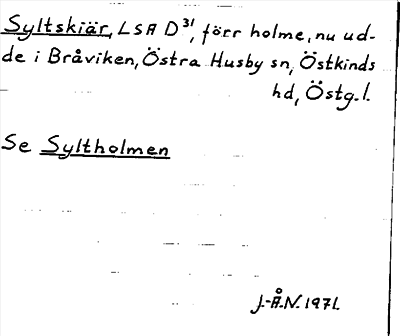 Syltskiär, LSA D³¹, förr holme, nu ud-
de i Bråviken, Östra Husby sn, Östkinds
hd, Östg. l.
Se Syltholmen
J.-Å.N. 1971.